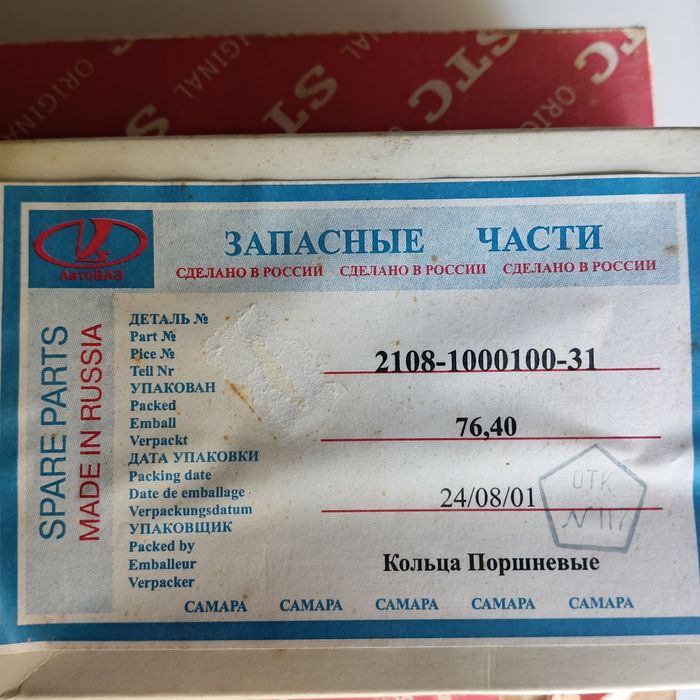 STC ORIGINAL STC ORIGINAL
ЗАПАСНЫЕ ЧАСТИ
СДЕЛАНО В РОССИИ СДЕЛАНО В РОССИИ СДЕЛАНО В РОССИИ
АвтоВАЗ
SPARE PARTS
MADE IN RUSSIA
ДЕТАЛЬ №
Part №
Pice №
Teil Nr
2108-1000100-31
УПАКОВАН
Packed
Emball
Verpackt
76,40
ДАТА УПАКОВКИ
Packing date
Date de emballage
Verpackungsdatum
24/08/01
ОТК
№117
УПАКОВЩИК
Packed by
Emballeur
Verpacker
Кольца Поршневые
САМАРА САМАРА САМАРА САМАРА САМАРА